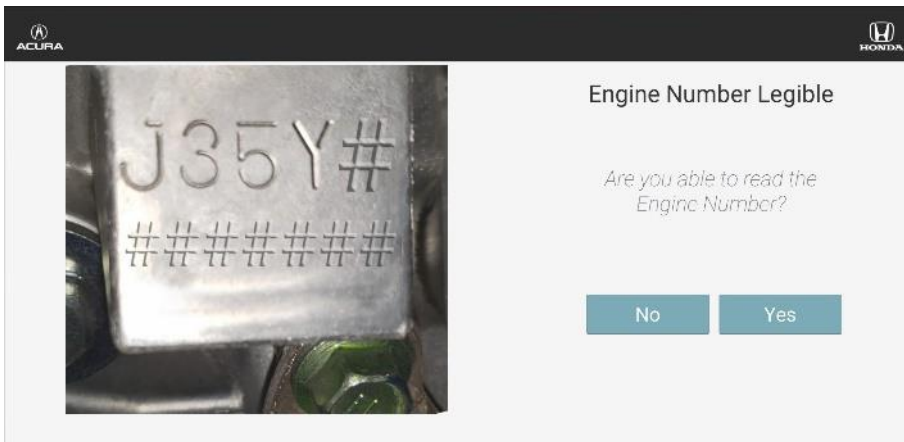 ACURA
HONDA
J35Y#
#######
Engine Number Legible
Are you able to read the
Engine Number?
No
Yes